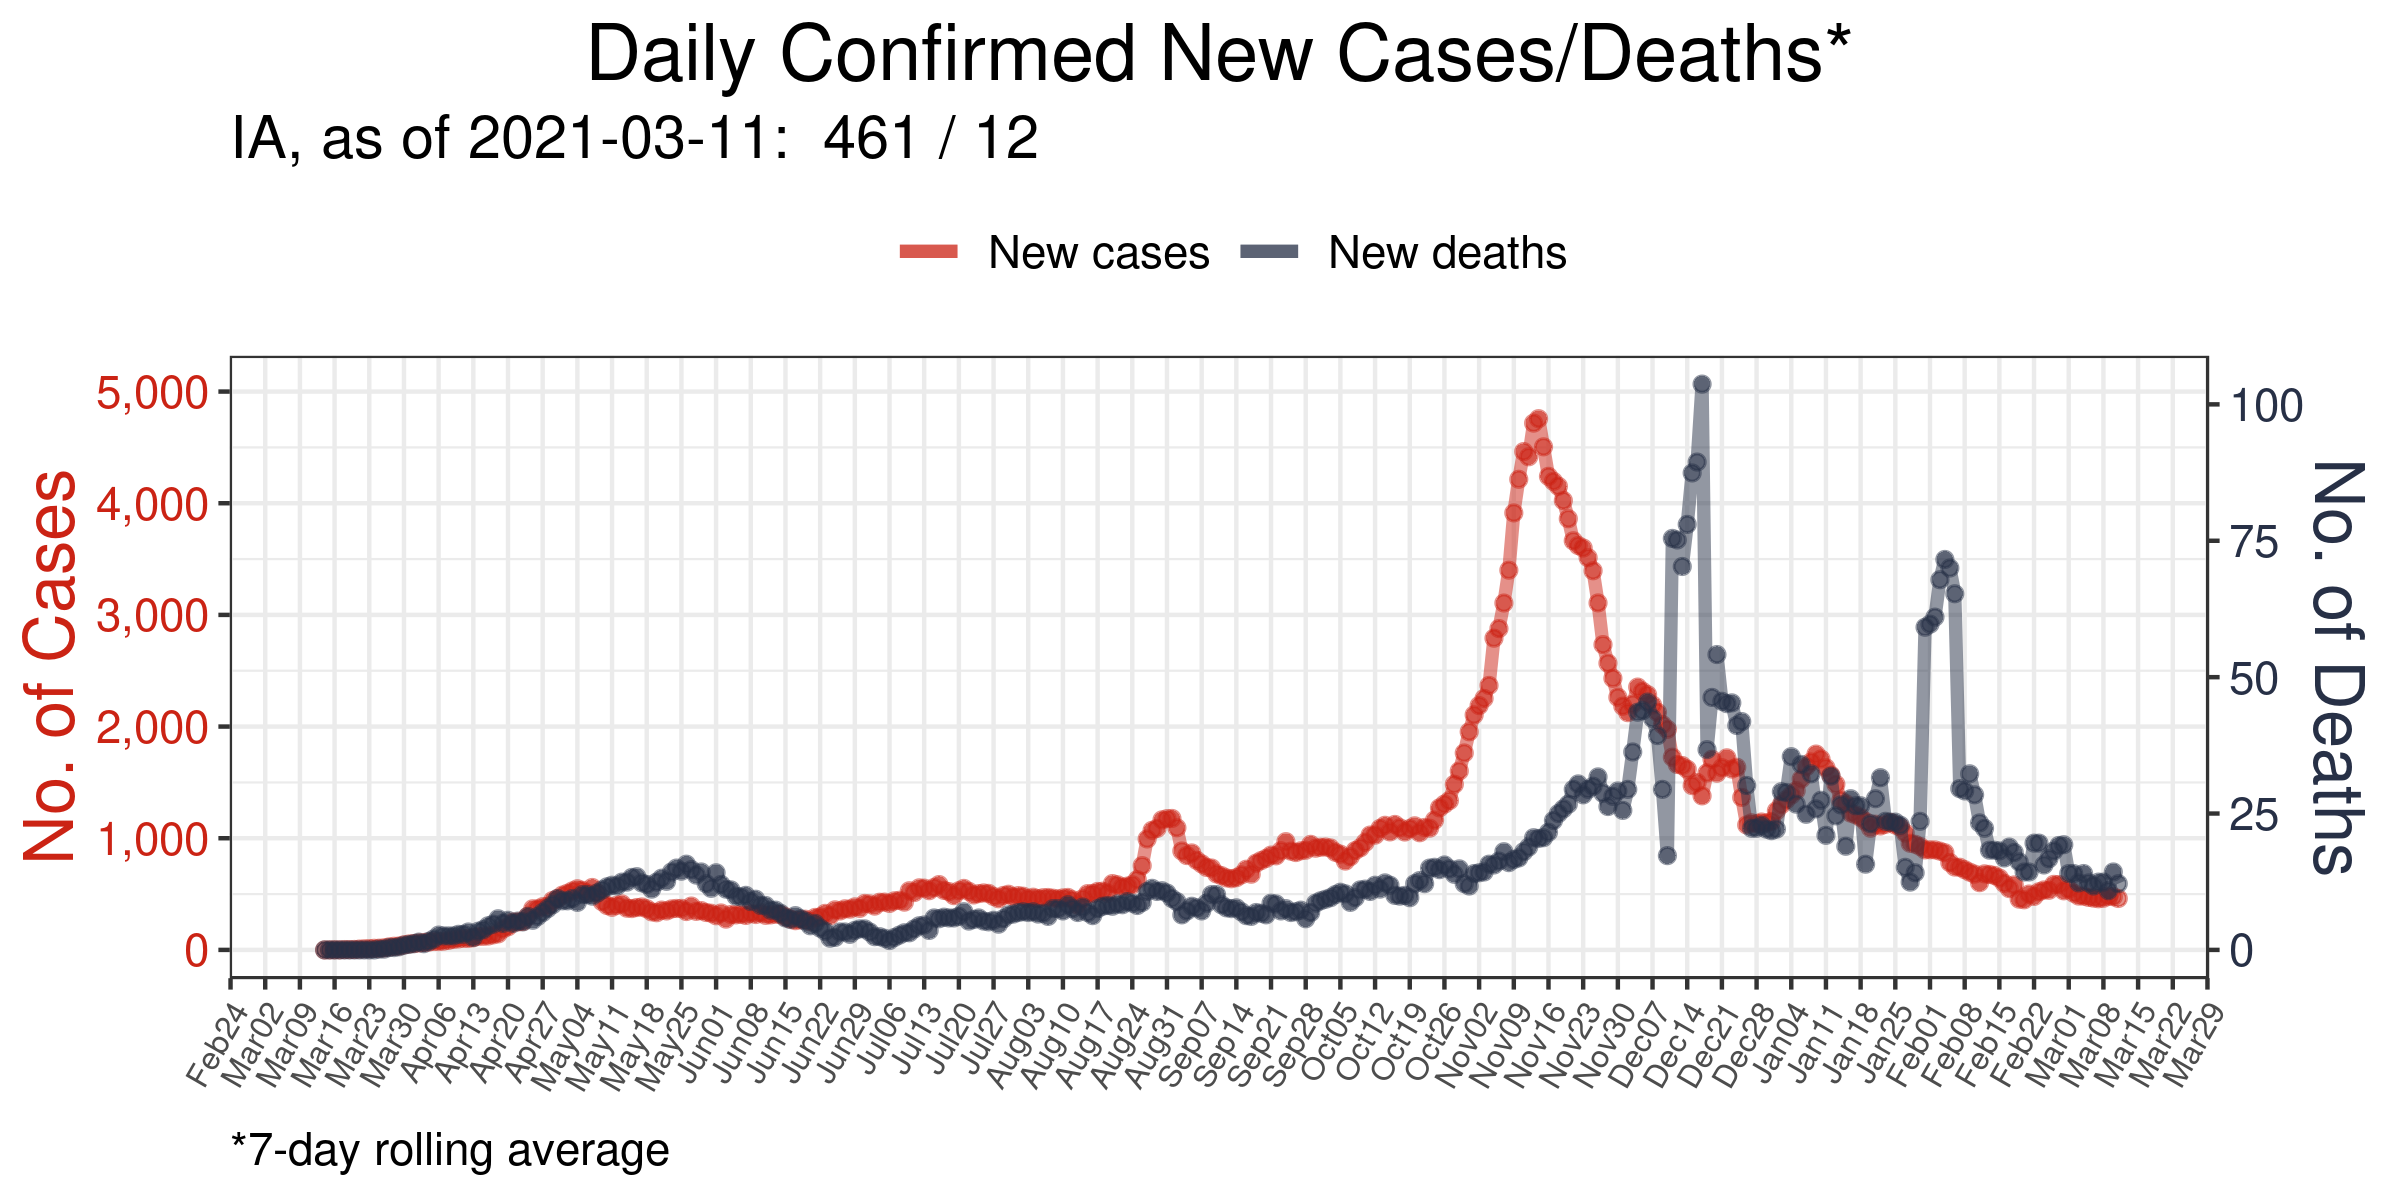 Daily Confirmed New Cases/Deaths*
IA, as of 2021-03-11:  461 / 12
New cases
New deaths
No. of Cases
5,000
4,000
3,000
2,000
1,000
0
100
75
50
25
0
No. of Deaths
Feb24
Mar02
Mar09
Mar16
Mar23
Mar30
Apr06
Apr13
Apr20
Apr27
May04
May11
May18
May25
Jun01
Jun08
Jun15
Jun22
Jun29
Jul06
Jul13
Jul20
Jul27
Aug03
Aug10
Aug17
Aug24
Aug31
Sep07
Sep14
Sep21
Sep28
Oct05
Oct12
Oct19
Oct26
Nov02
Nov09
Nov16
Nov23
Nov30
Dec07
Dec14
Dec21
Dec28
Jan04
Jan11
Jan18
Jan25
Feb01
Feb08
Feb15
Feb22
Mar01
Mar08
Mar15
Mar22
Mar29
*7-day rolling average